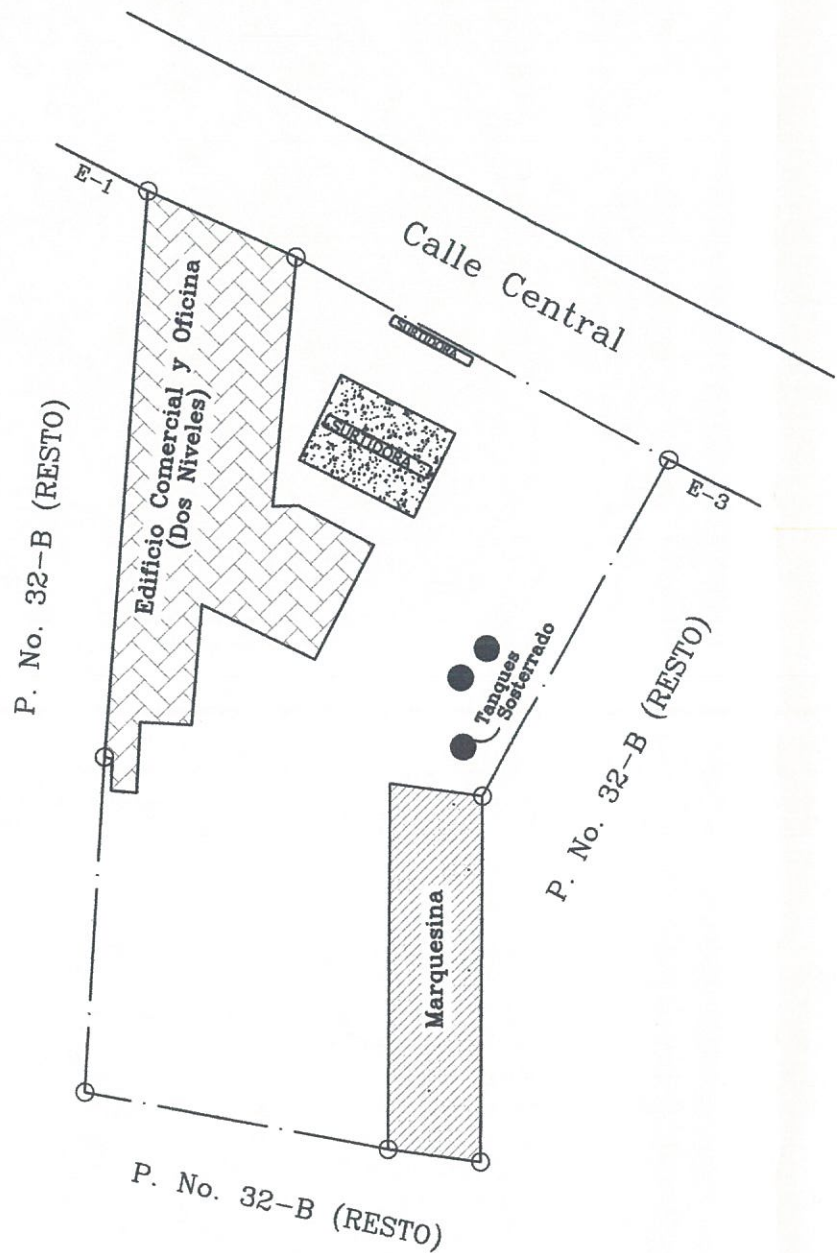 E-1
Calle Central
SURTIDORA
SURTIDORA
E-3
Edificio Comercial y Oficina
(Dos Niveles)
P. No. 32-B (RESTO)
Tanques
Sosterrado
P. No. 32-B (RESTO)
Marquesina
P. No. 32-B (RESTO)